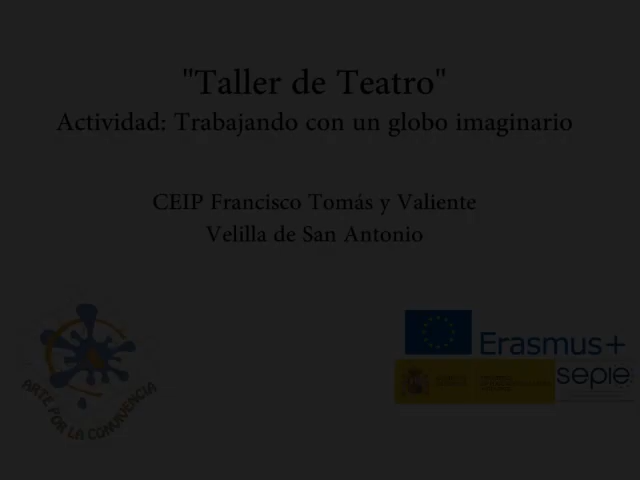 "Taller de Teatro"
Actividad: Trabajando con un globo imaginario
CEIP Francisco Tomás y Valiente
Velilla de San Antonio
ARTE POR LA CONVIVENCIA
Erasmus+
sepie